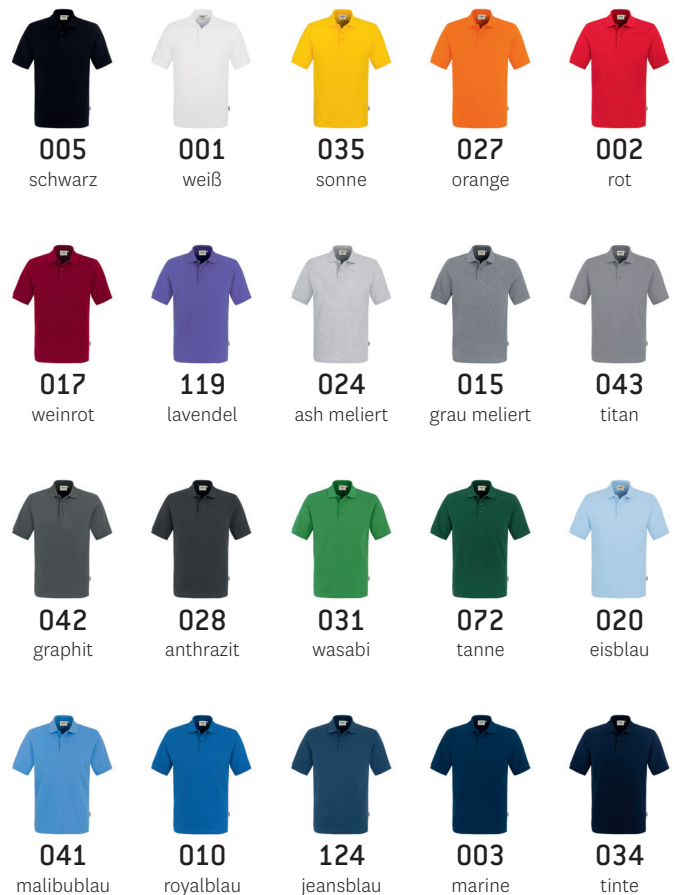 005 001 035 027 002
schwarz weiß sonne orange rot
017 119 024 015 043
weinrot lavendel ash meliert grau meliert titan
042 028 031 072 020
graphit anthrazit wasabi tanne eisblau
041 010 124 003 034
malibublau royalblau jeansblau marine tinte